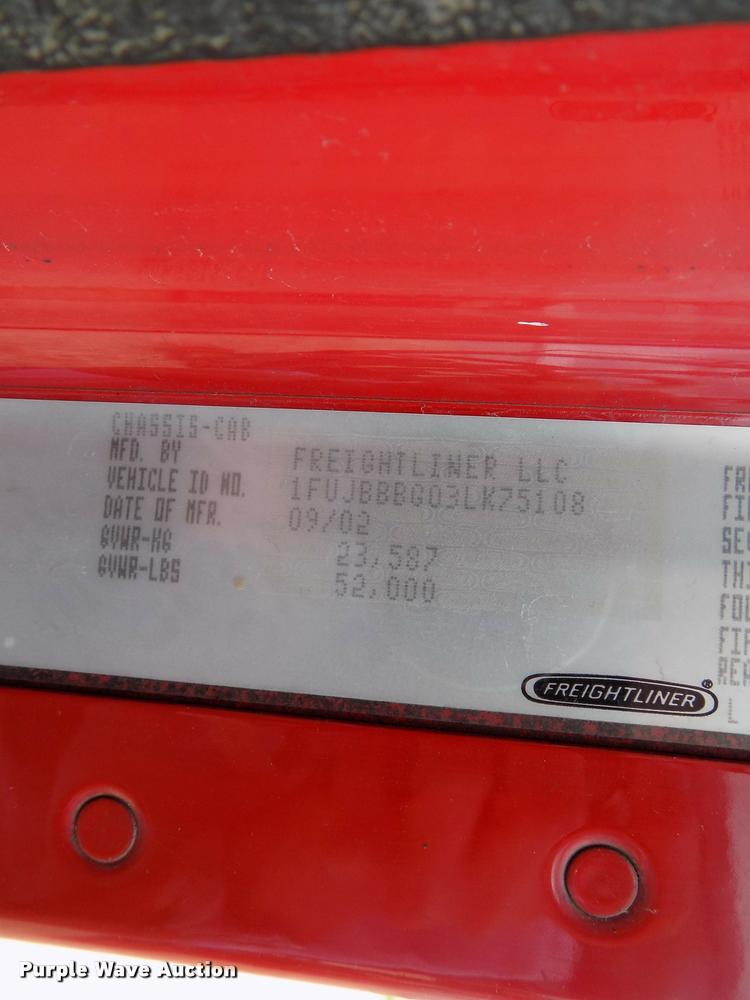 CHASSIS-CAB
MFD. BY FREIGHTLINER LLC
VEHICLE ID NO. 1FUJBBBG03LK75108
DATE OF MFR. 09/02
GVWR-KG 23,587
GVWR-LBS 52,000
FREIGHTLINER
Purple Wave Auction